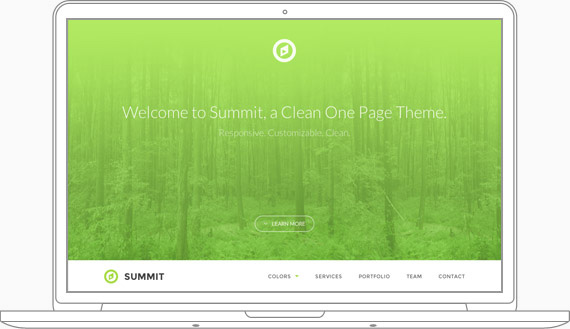 Welcome to Summit, a Clean One Page Theme.
Responsive. Customizable. Clean.
LEARN MORE
SUMMIT
COLORS
SERVICES
PORTFOLIO
TEAM
CONTACT